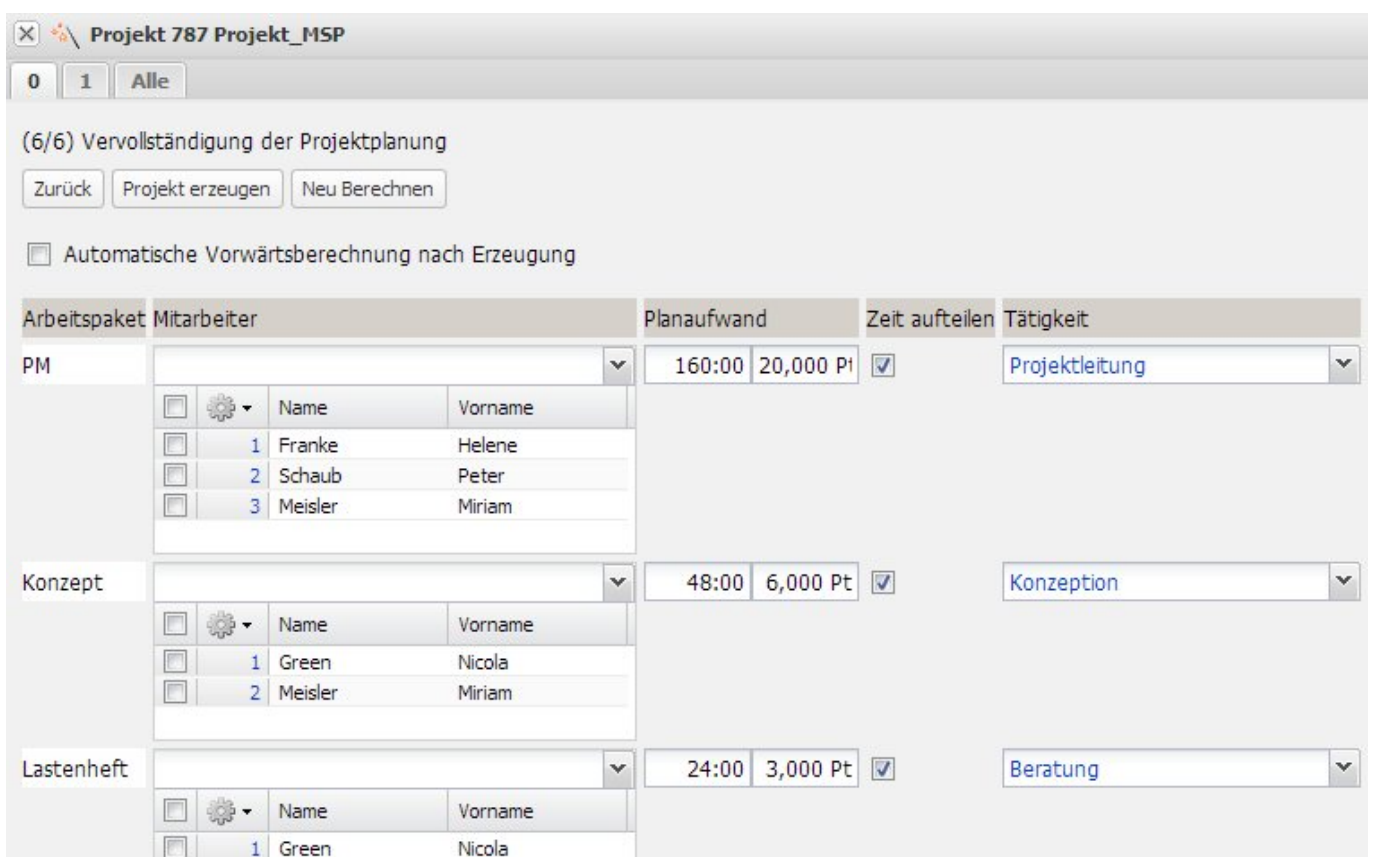 Projekt 787 Projekt_MSP
0 1 Alle
(6/6) Vervollständigung der Projektplanung
Zurück Projekt erzeugen Neu Berechnen
Automatische Vorwärtsberechnung nach Erzeugung
Arbeitspaket Mitarbeiter Planaufwand Zeit aufteilen Tätigkeit
PM 160:00 20,000 Pt Projektleitung
Name Vorname
1 Franke Helene
2 Schaub Peter
3 Meisler Miriam
Konzept 48:00 6,000 Pt Konzeption
Name Vorname
1 Green Nicola
2 Meisler Miriam
Lastenheft 24:00 3,000 Pt Beratung
Name Vorname
1 Green Nicola